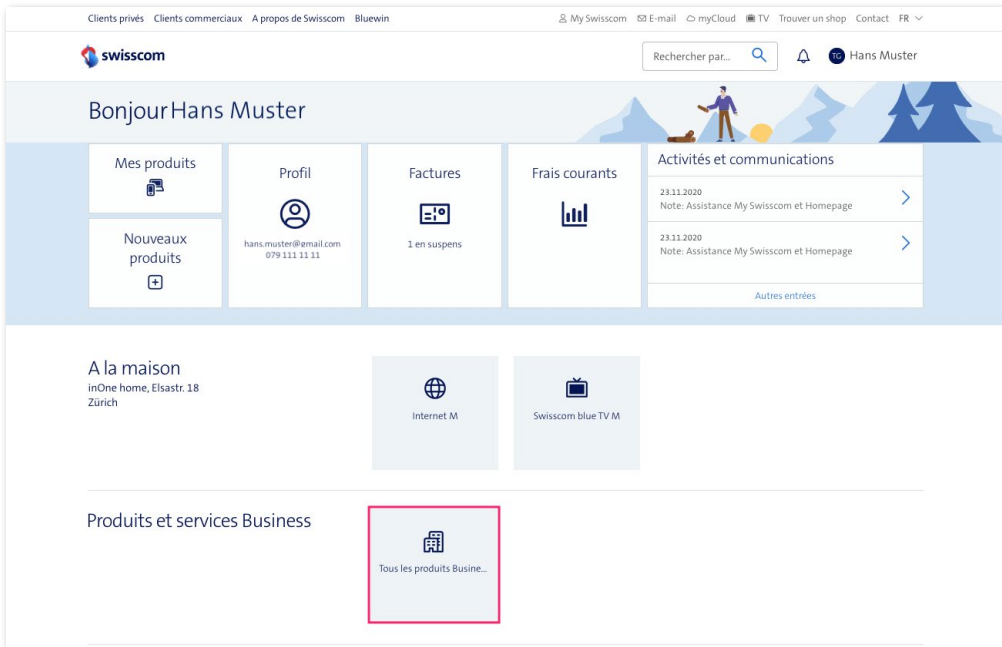 Clients privés Clients commerciaux A propos de Swisscom Bluewin
My Swisscom E-mail myCloud TV Trouver un shop Contact FR
swisscom
Rechercher par...
TG Hans Muster
Bonjour Hans Muster
Mes produits
Nouveaux
produits
Profil
hans.muster@gmail.com
079 111 11 11
Factures
1 en suspens
Frais courants
Activités et communications
23.11.2020
Note: Assistance My Swisscom et Homepage
23.11.2020
Note: Assistance My Swisscom et Homepage
Autres entrées
A la maison
inOne home, Elsastr. 18
Zürich
Internet M
Swisscom blue TV M
Produits et services Business
Tous les produits Busine...